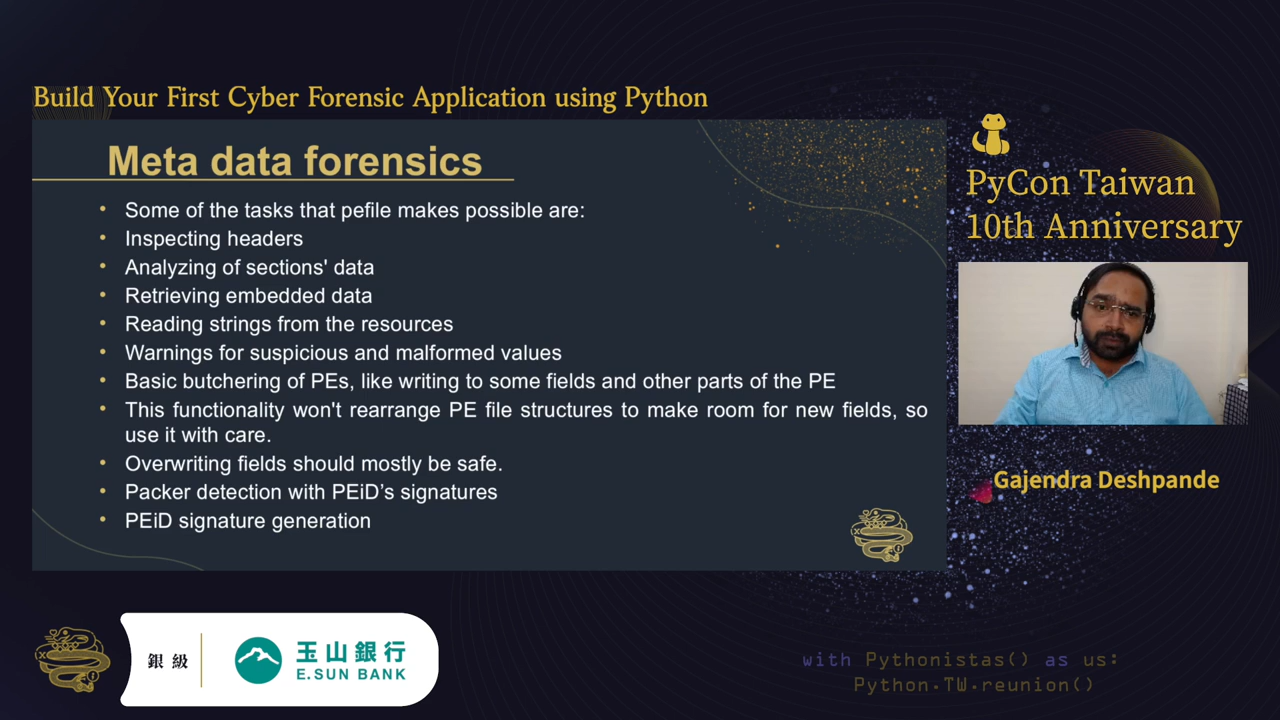 Build Your First Cyber Forensic Application using Python
Meta data forensics
• Some of the tasks that pefile makes possible are:
• Inspecting headers
• Analyzing of sections' data
• Retrieving embedded data
• Reading strings from the resources
• Warnings for suspicious and malformed values
• Basic butchering of PEs, like writing to some fields and other parts of the PE
• This functionality won't rearrange PE file structures to make room for new fields, so
use it with care.
• Overwriting fields should mostly be safe.
• Packer detection with PEiD’s signatures
• PEiD signature generation
PyCon Taiwan
10th Anniversary
Gajendra Deshpande
銀級
玉山銀行
E.SUN BANK
with Pythonistas() as us:
Python.TW.reunion()